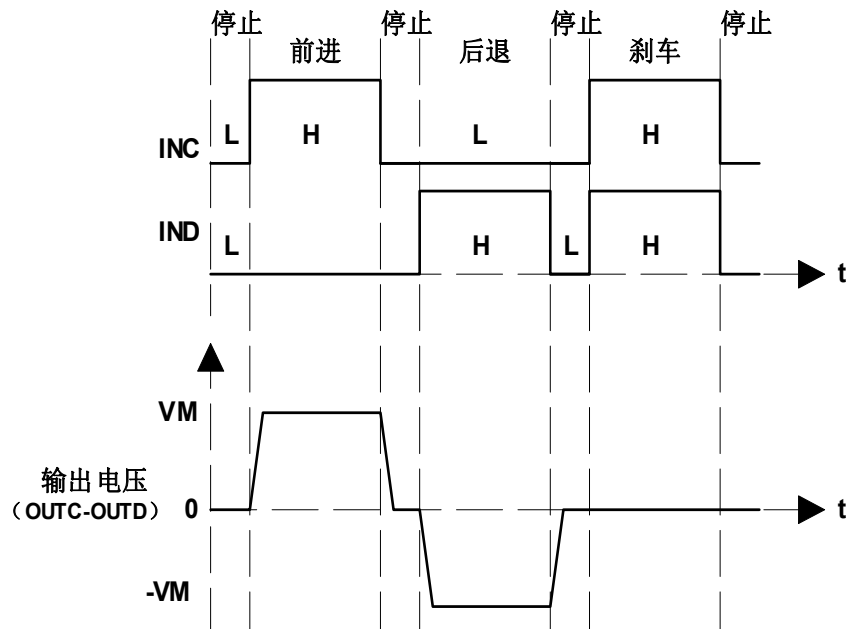 停止 停止 停止 停止
前进 后退 刹车
INC L H L H
IND L H L H
t
VM
输出电压
（OUTC-OUTD） 0 t
-VM